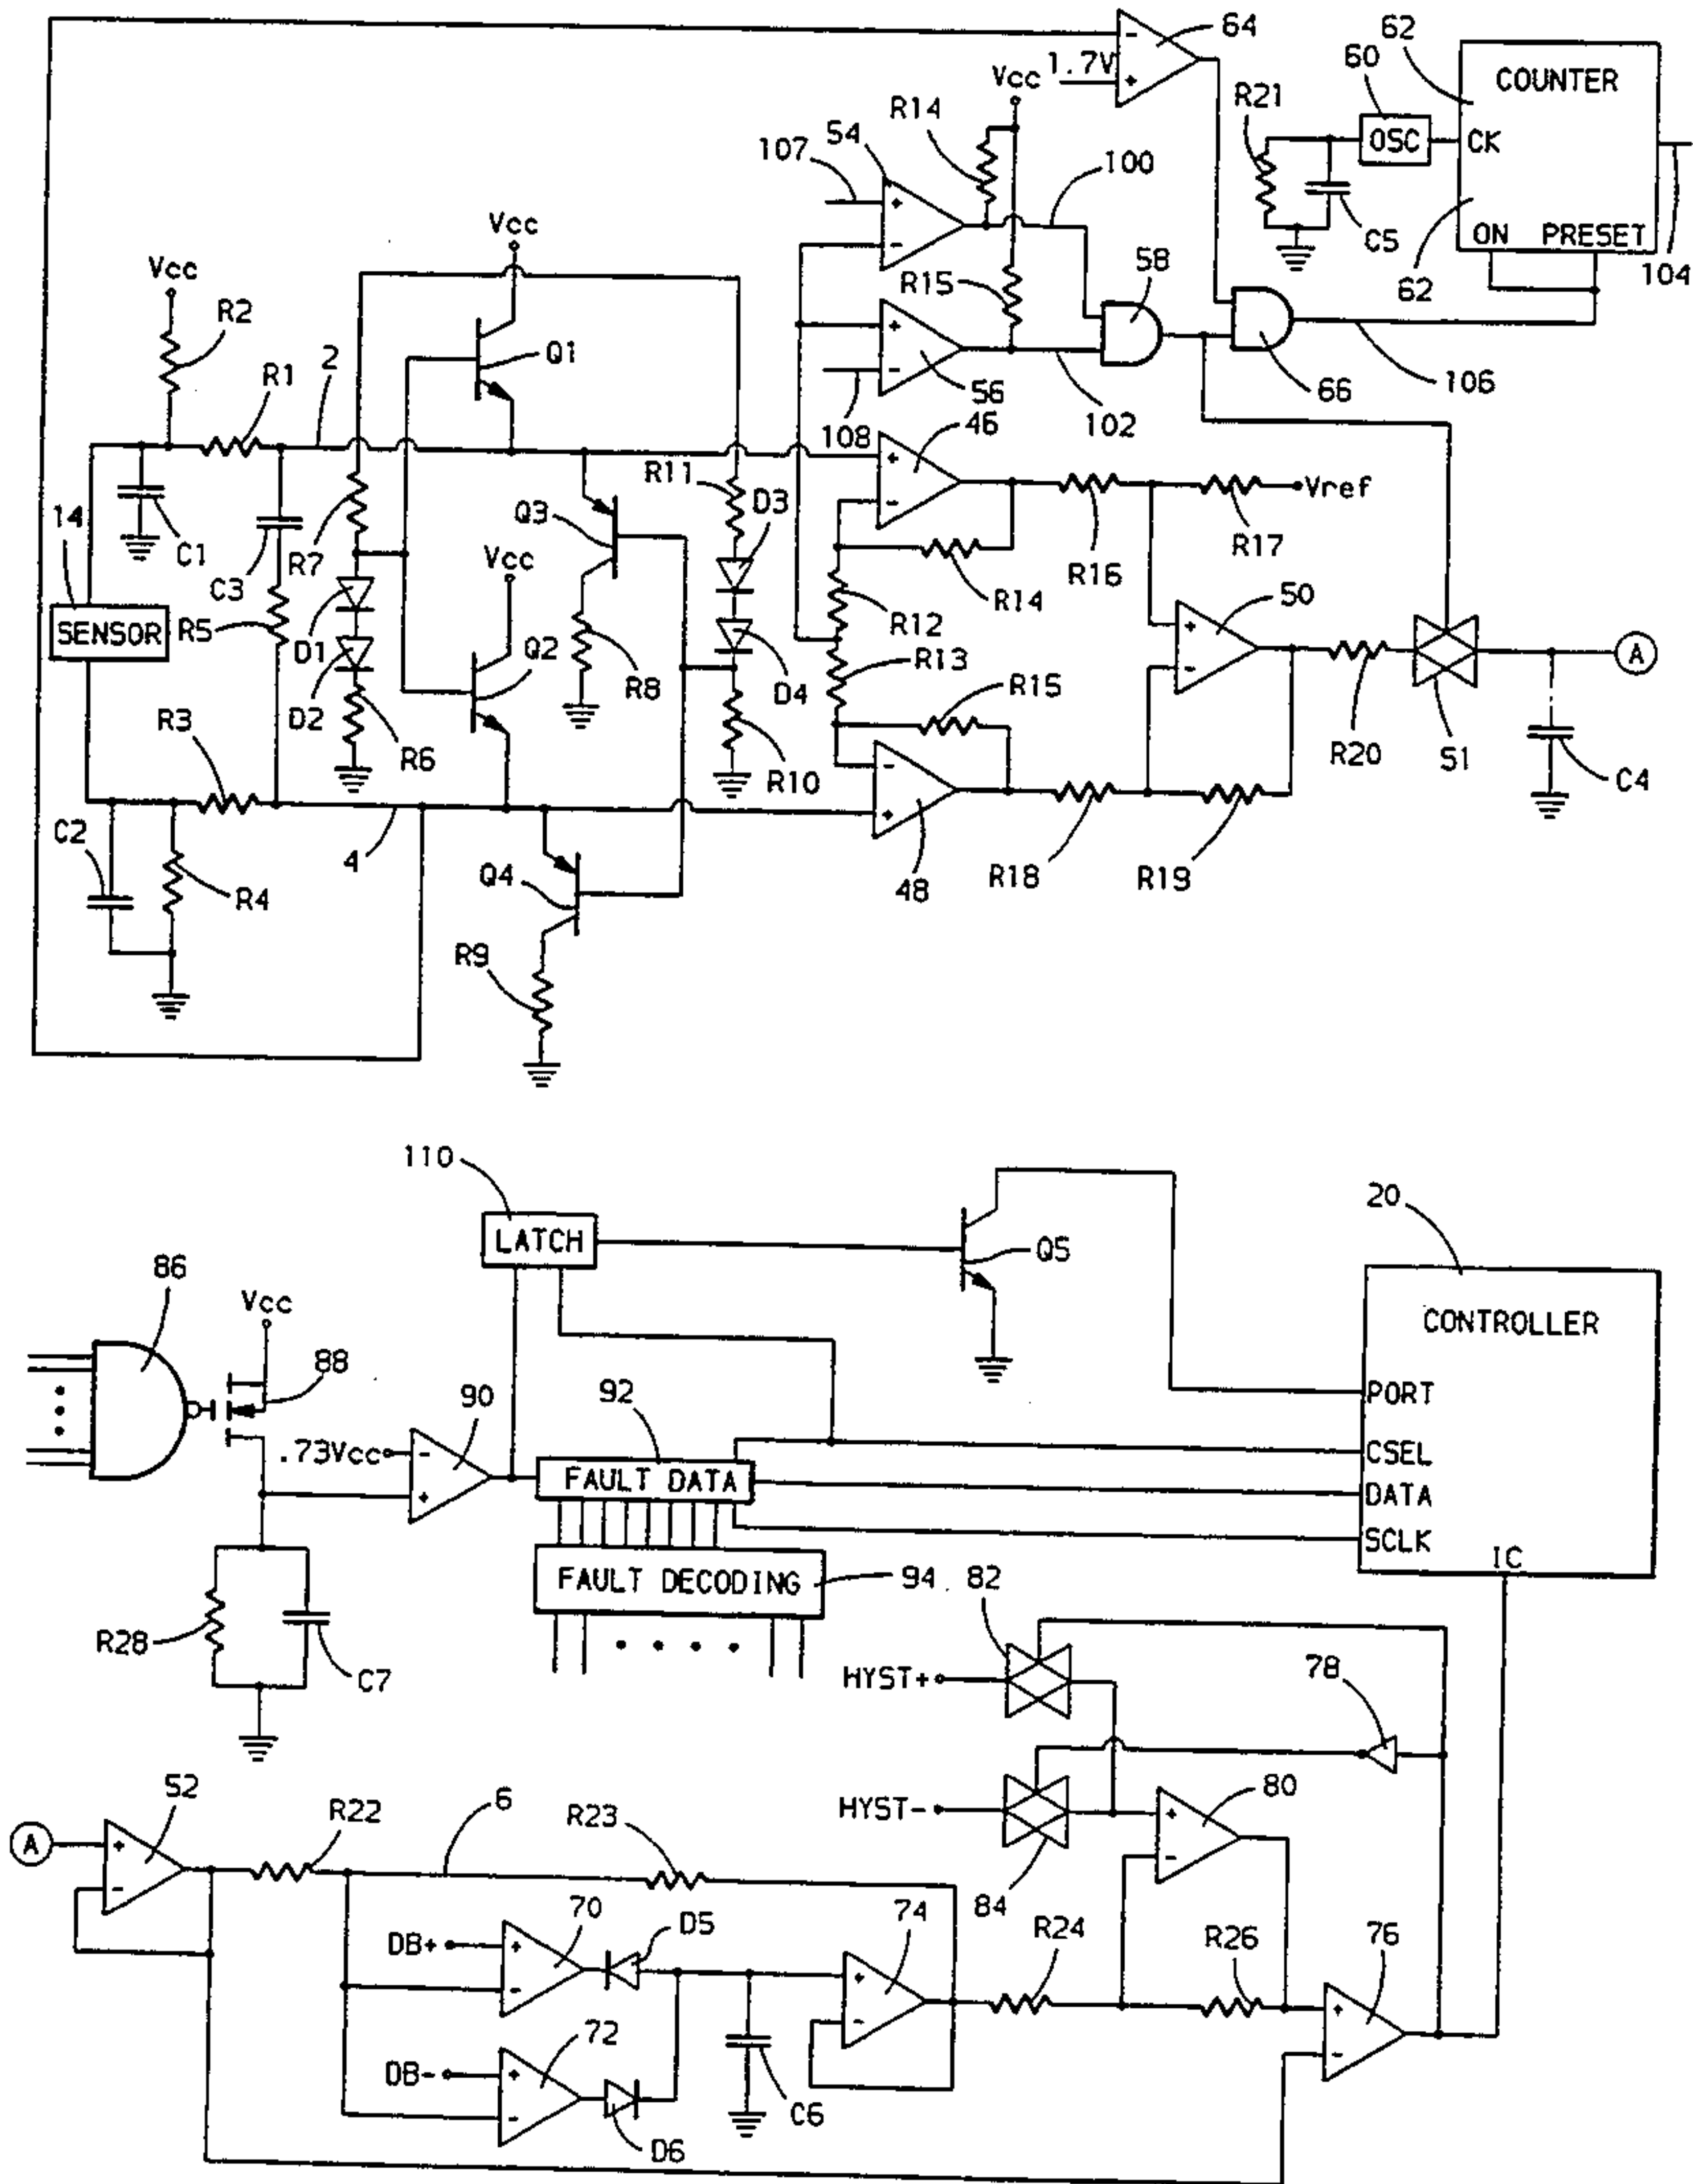 64
62
60
COUNTER
1.7V
Vcc
R21
R14
54
107
OSC
CK
100
Vcc
C5
ON PRESET
58
104
Vcc
R15
62
R2
2
Q1
R1
56
66
106
102
108
46
R11
D3
Vref
14
Q3
R17
C1
R7
Vcc
R16
C3
R14
50
SENSOR
R5
R12
D1
Q2
R13
A
R8
D4
R15
D2
R3
R6
R20
51
R10
C4
C2
4
R4
Q4
48
R18
R19
R9
110
20
LATCH
Q5
86
Vcc
CONTROLLER
88
90
92
PORT
.73Vcc
-
CSEL
FAULT DATA
+
DATA
SCLK
IC
FAULT DECODING
94
82
R28
C7
HYST+
78
52
6
HYST-
80
R22
R23
A
+
+
-
-
70
D5
84
74
R24
DB+
+
R26
76
-
+
+
72
-
-
DB-
+
C6
-
D6